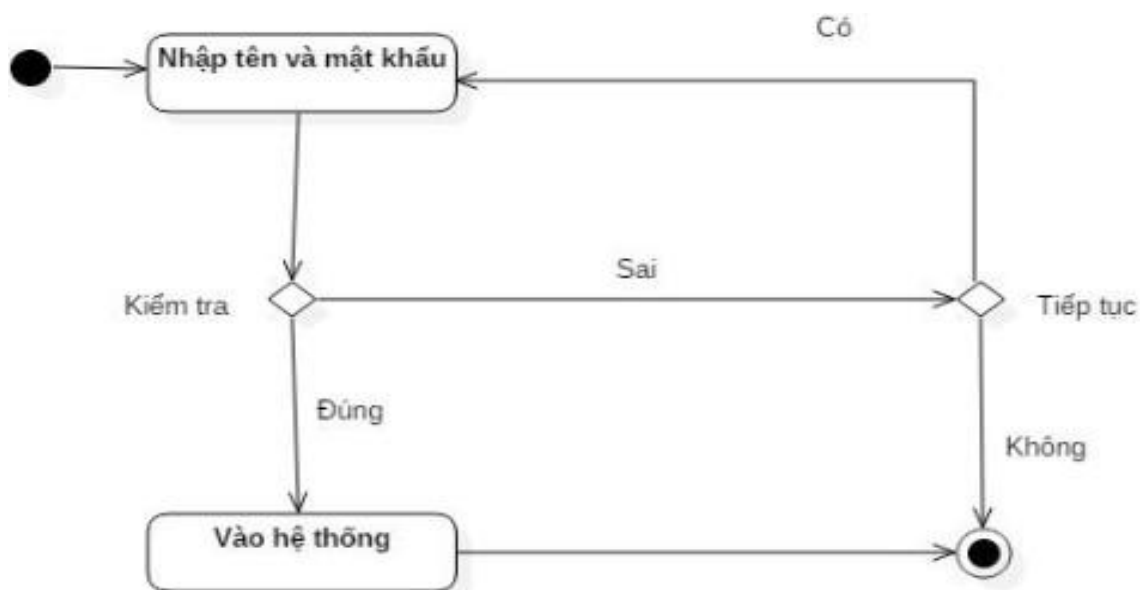 Có
Nhập tên và mật khẩu
Sai
Kiểm tra
Tiếp tục
Đúng
Không
Vào hệ thống